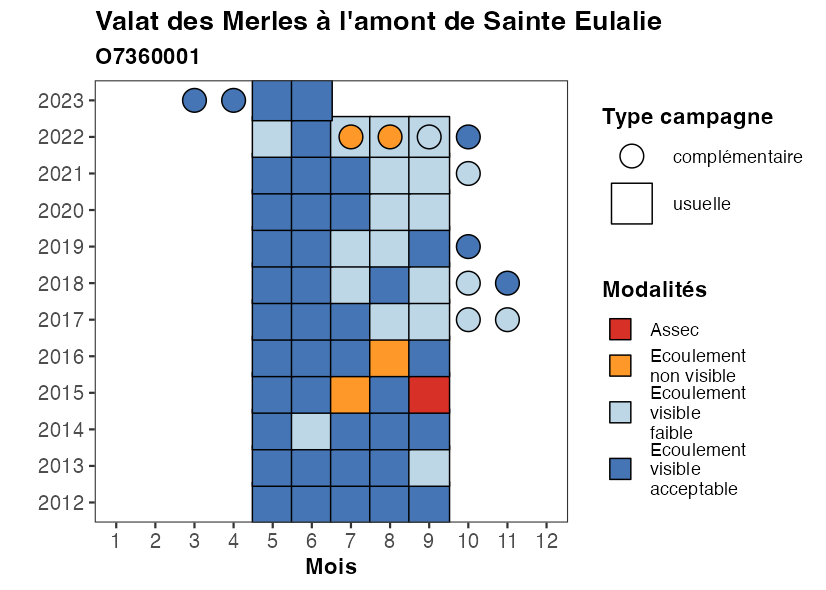 Valat des Merles à l'amont de Sainte Eulalie
O7360001
2023
2022
2021
2020
2019
2018
2017
2016
2015
2014
2013
2012
1 2 3 4 5 6 7 8 9 10 11 12
Mois
Type campagne
complémentaire
usuelle
Modalités
Assec
Ecoulement
non visible
Ecoulement
visible
faible
Ecoulement
visible
acceptable